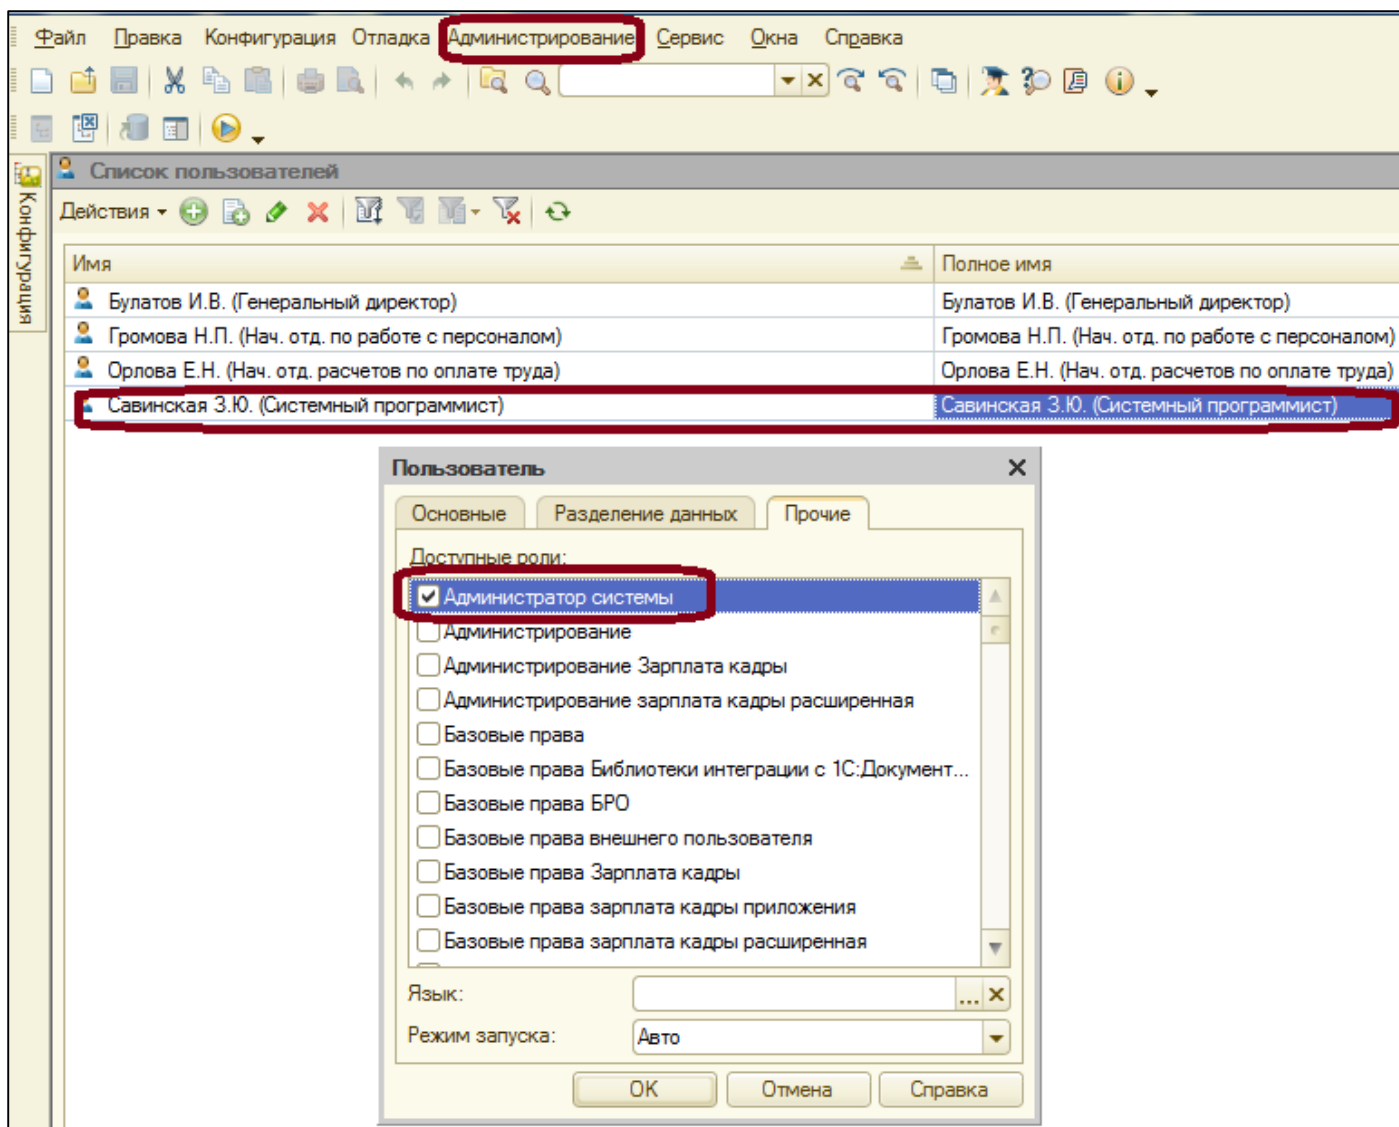 Файл Правка Конфигурация Отладка Администрирование Сервис Окна Справка
Конфигурация
Список пользователей
Действия
Имя Полное имя
Булатов И.В. (Генеральный директор) Булатов И.В. (Генеральный директор)
Громова Н.П. (Нач. отд. по работе с персоналом) Громова Н.П. (Нач. отд. по работе с персоналом)
Орлова Е.Н. (Нач. отд. расчетов по оплате труда) Орлова Е.Н. (Нач. отд. расчетов по оплате труда)
Савинская З.Ю. (Системный программист) Савинская З.Ю. (Системный программист)
Пользователь
Основные Разделение данных Прочие
Доступные роли:
Администратор системы
Администрирование
Администрирование Зарплата кадры
Администрирование зарплата кадры расширенная
Базовые права
Базовые права Библиотеки интеграции с 1С:Документ...
Базовые права БРО
Базовые права внешнего пользователя
Базовые права Зарплата кадры
Базовые права зарплата кадры приложения
Базовые права зарплата кадры расширенная
Язык:
Режим запуска: Авто
OK Отмена Справка